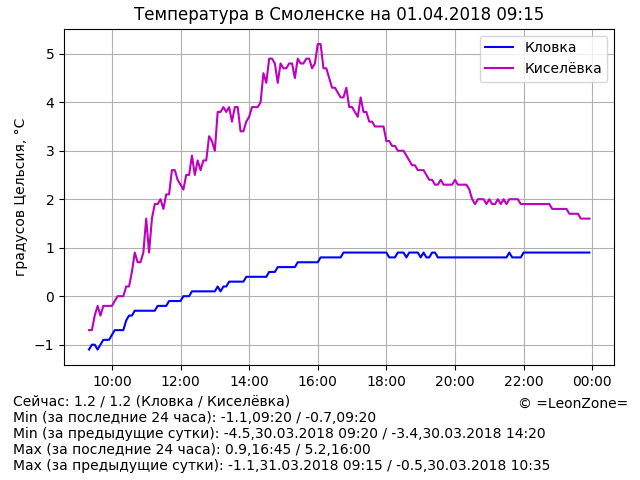 Температура в Смоленске на 01.04.2018 09:15
градусов Цельсия, °C
5
4
3
2
1
0
−1
Кловка
Киселёвка
10:00 12:00 14:00 16:00 18:00 20:00 22:00 00:00
Сейчас: 1.2 / 1.2 (Кловка / Киселёвка)
© =LeonZone=
Min (за последние 24 часа): -1.1,09:20 / -0.7,09:20
Min (за предыдущие сутки): -4.5,30.03.2018 09:20 / -3.4,30.03.2018 14:20
Max (за последние 24 часа): 0.9,16:45 / 5.2,16:00
Max (за предыдущие сутки): -1.1,31.03.2018 09:15 / -0.5,30.03.2018 10:35